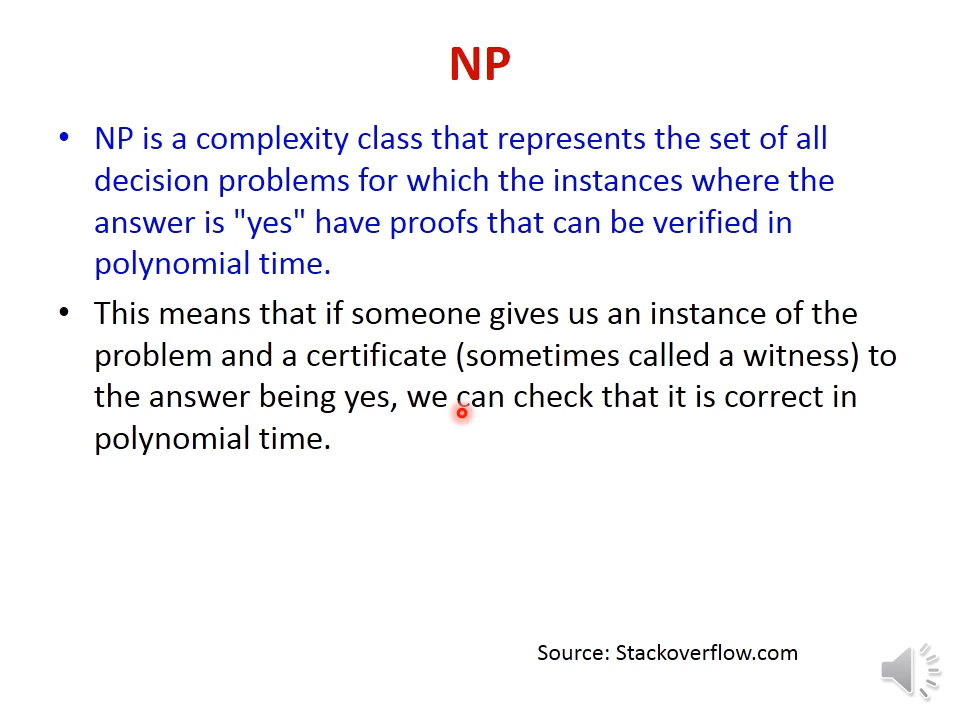 NP
• NP is a complexity class that represents the set of all
decision problems for which the instances where the
answer is "yes" have proofs that can be verified in
polynomial time.
• This means that if someone gives us an instance of the
problem and a certificate (sometimes called a witness) to
the answer being yes, we can check that it is correct in
polynomial time.
Source: Stackoverflow.com